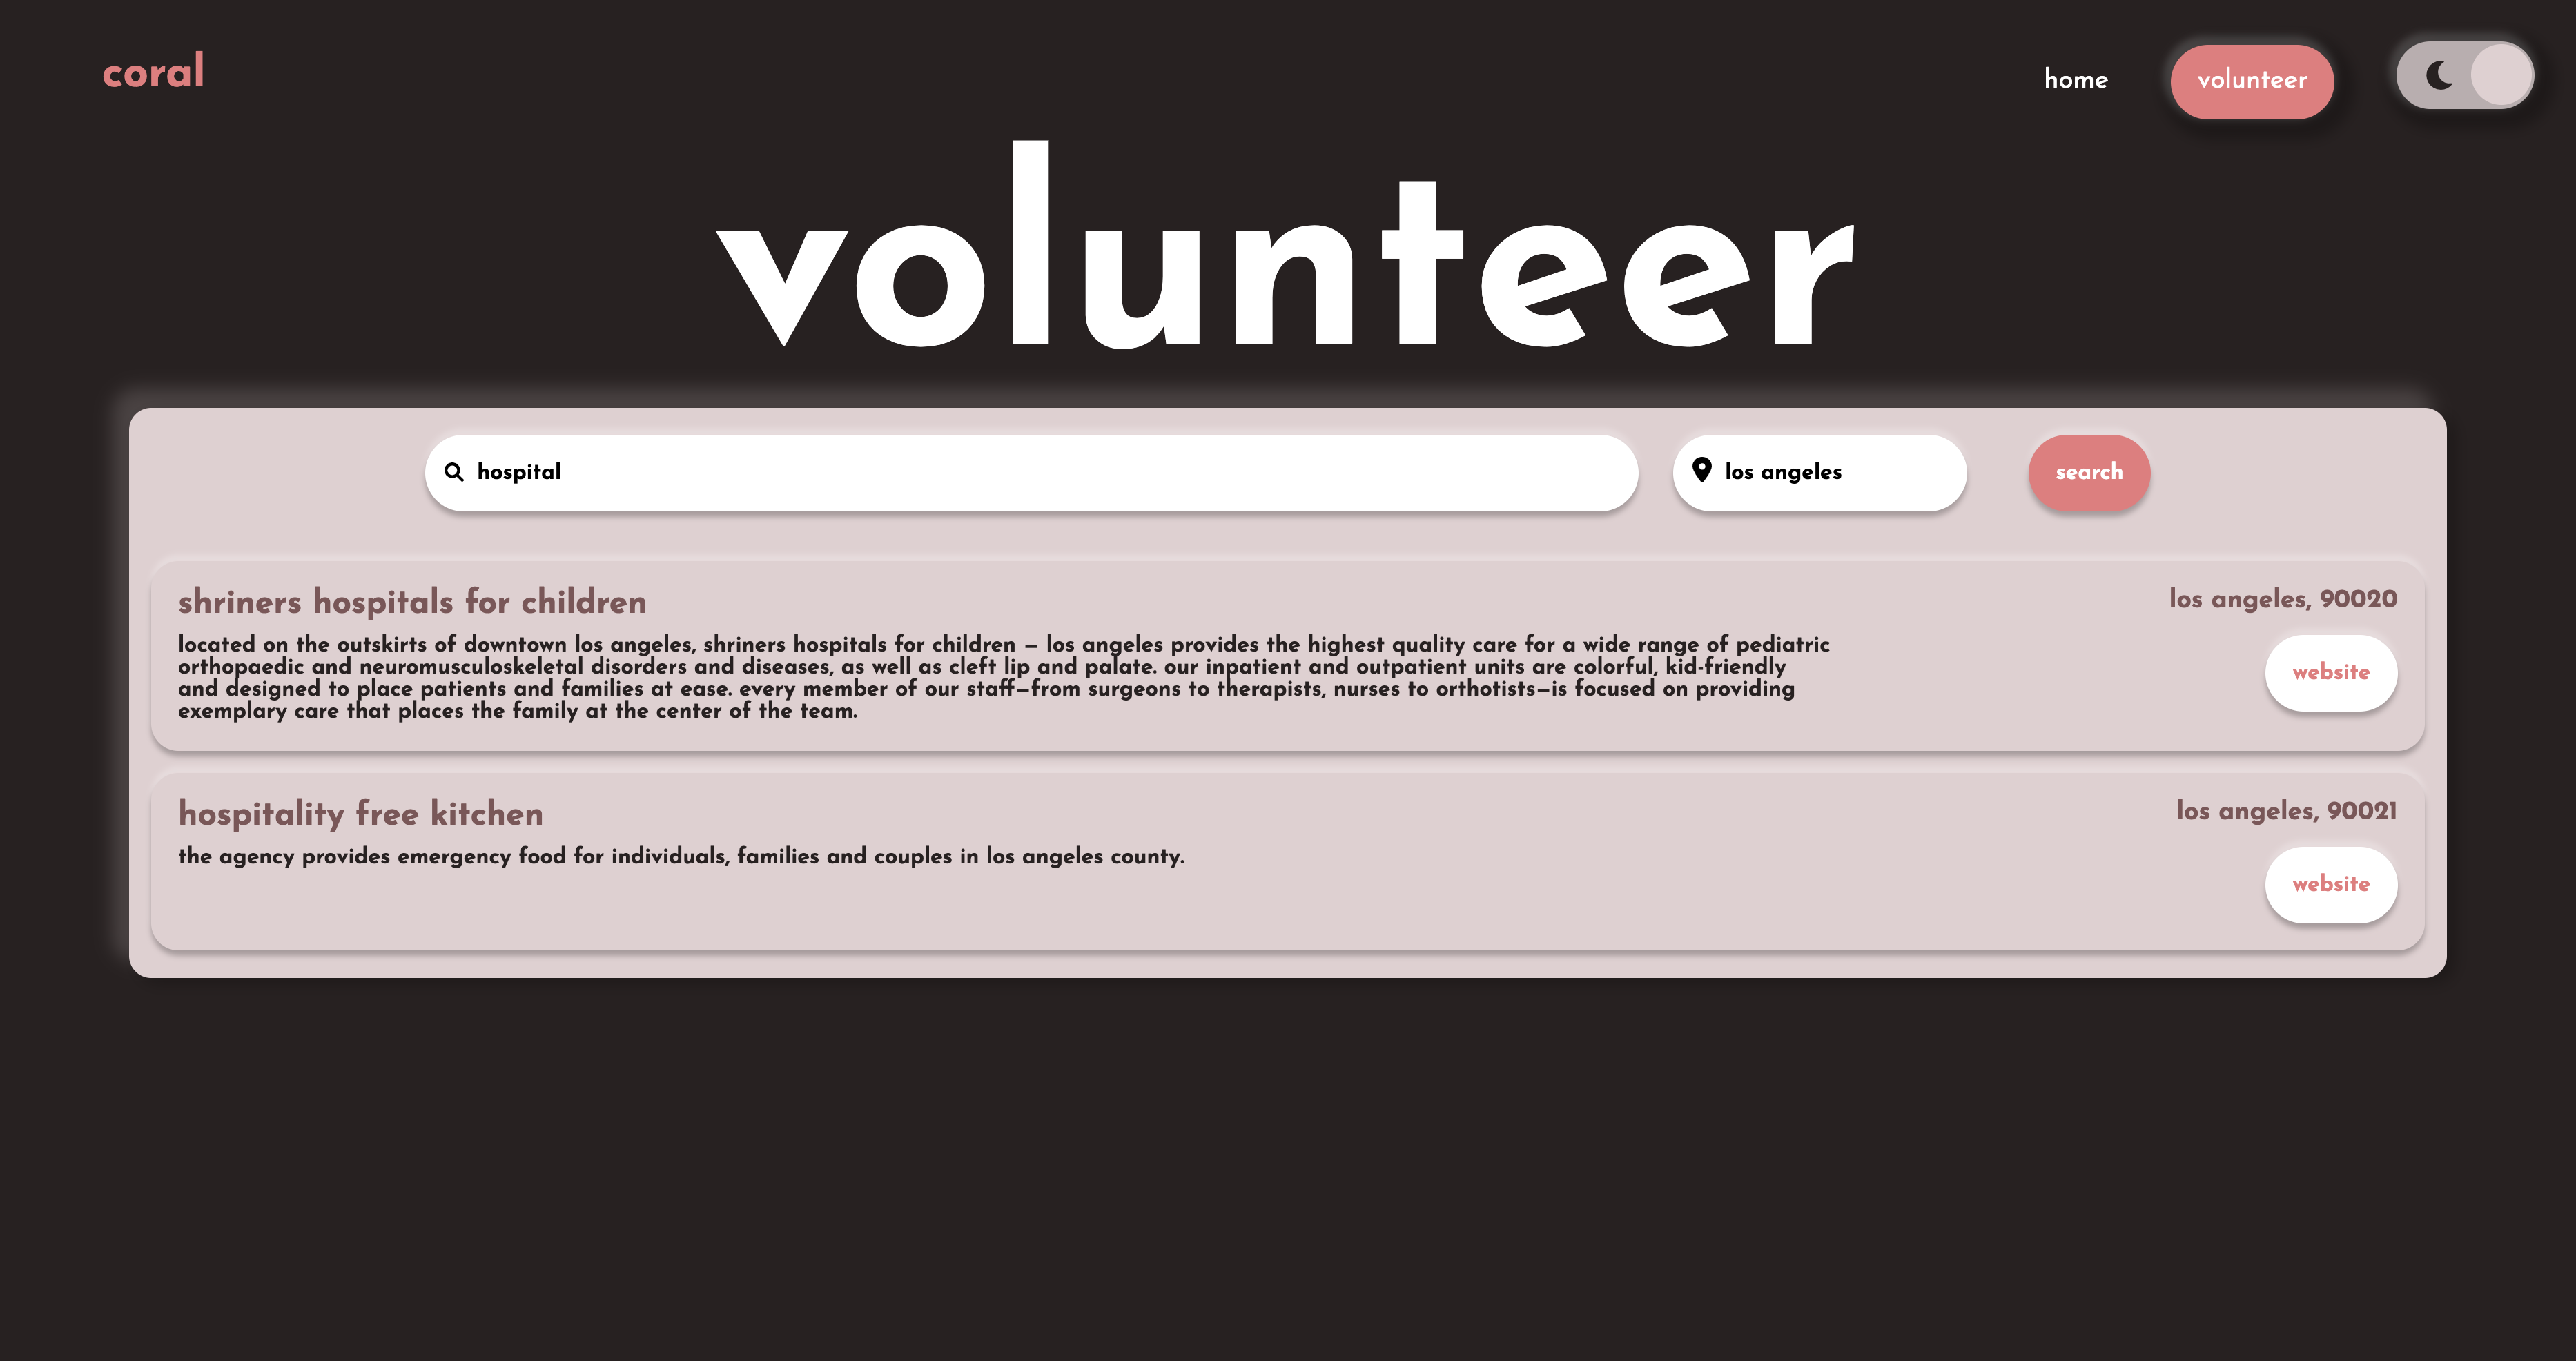 coral
home
volunteer
volunteer
hospital
los angeles
search
shriners hospitals for children
los angeles, 90020
located on the outskirts of downtown los angeles, shriners hospitals for children – los angeles provides the highest quality care for a wide range of pediatric
orthopaedic and neuromusculoskeletal disorders and diseases, as well as cleft lip and palate. our inpatient and outpatient units are colorful, kid-friendly
and designed to place patients and families at ease. every member of our staff—from surgeons to therapists, nurses to orthotists—is focused on providing
exemplary care that places the family at the center of the team.
website
hospitality free kitchen
los angeles, 90021
the agency provides emergency food for individuals, families and couples in los angeles county.
website